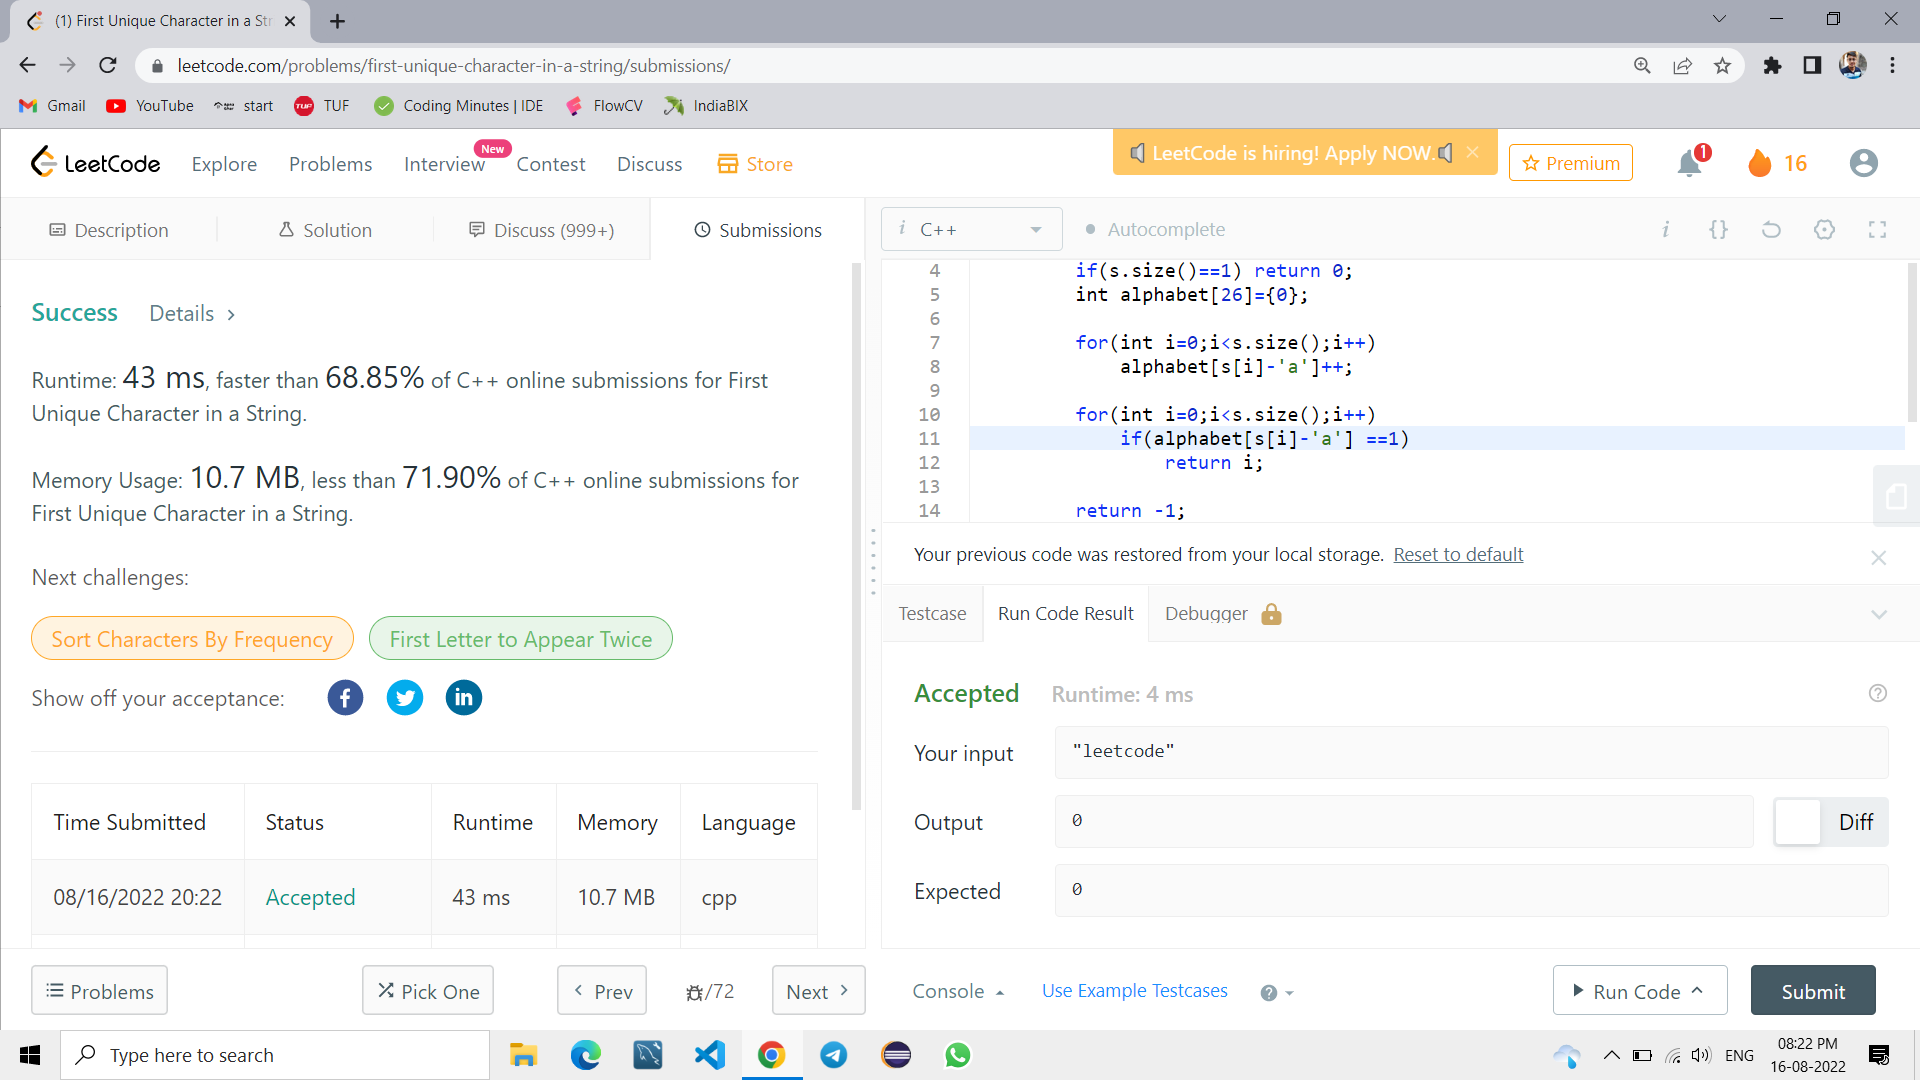 (1) First Unique Character in a Str
leetcode.com/problems/first-unique-character-in-a-string/submissions/
Gmail YouTube start TUF Coding Minutes | IDE FlowCV IndiaBIX
LeetCode Explore Problems Interview New Contest Discuss Store LeetCode is hiring! Apply NOW. Premium 1 16
Description Solution Discuss (999+) Submissions
Success Details
Runtime: 43 ms, faster than 68.85% of C++ online submissions for First
Unique Character in a String.
Memory Usage: 10.7 MB, less than 71.90% of C++ online submissions for
First Unique Character in a String.
Next challenges:
Sort Characters By Frequency First Letter to Appear Twice
Show off your acceptance:
Time Submitted Status Runtime Memory Language
08/16/2022 20:22 Accepted 43 ms 10.7 MB cpp
Problems Pick One Prev /72 Next
i C++ Autocomplete i {}
4 if(s.size()==1) return 0;
5 int alphabet[26]={0};
6
7 for(int i=0;i<s.size();i++)
8 alphabet[s[i]-'a']++;
9
10 for(int i=0;i<s.size();i++)
11 if(alphabet[s[i]-'a'] ==1)
12 return i;
13
14 return -1;
Your previous code was restored from your local storage. Reset to default
Testcase Run Code Result Debugger
Accepted Runtime: 4 ms
Your input "leetcode"
Output 0 Diff
Expected 0
Console Use Example Testcases Run Code Submit
Type here to search
ENG 08:22 PM
16-08-2022